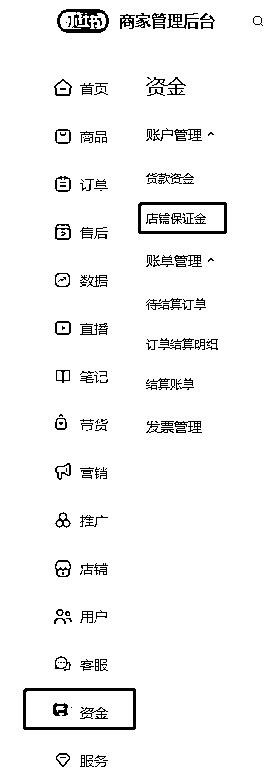 商家管理后台
首页
商品
订单
售后
数据
直播
笔记
带货
营销
推广
店铺
用户
客服
资金
服务
资金
账户管理
货款资金
店铺保证金
账单管理
待结算订单
订单结算明细
结算账单
发票管理